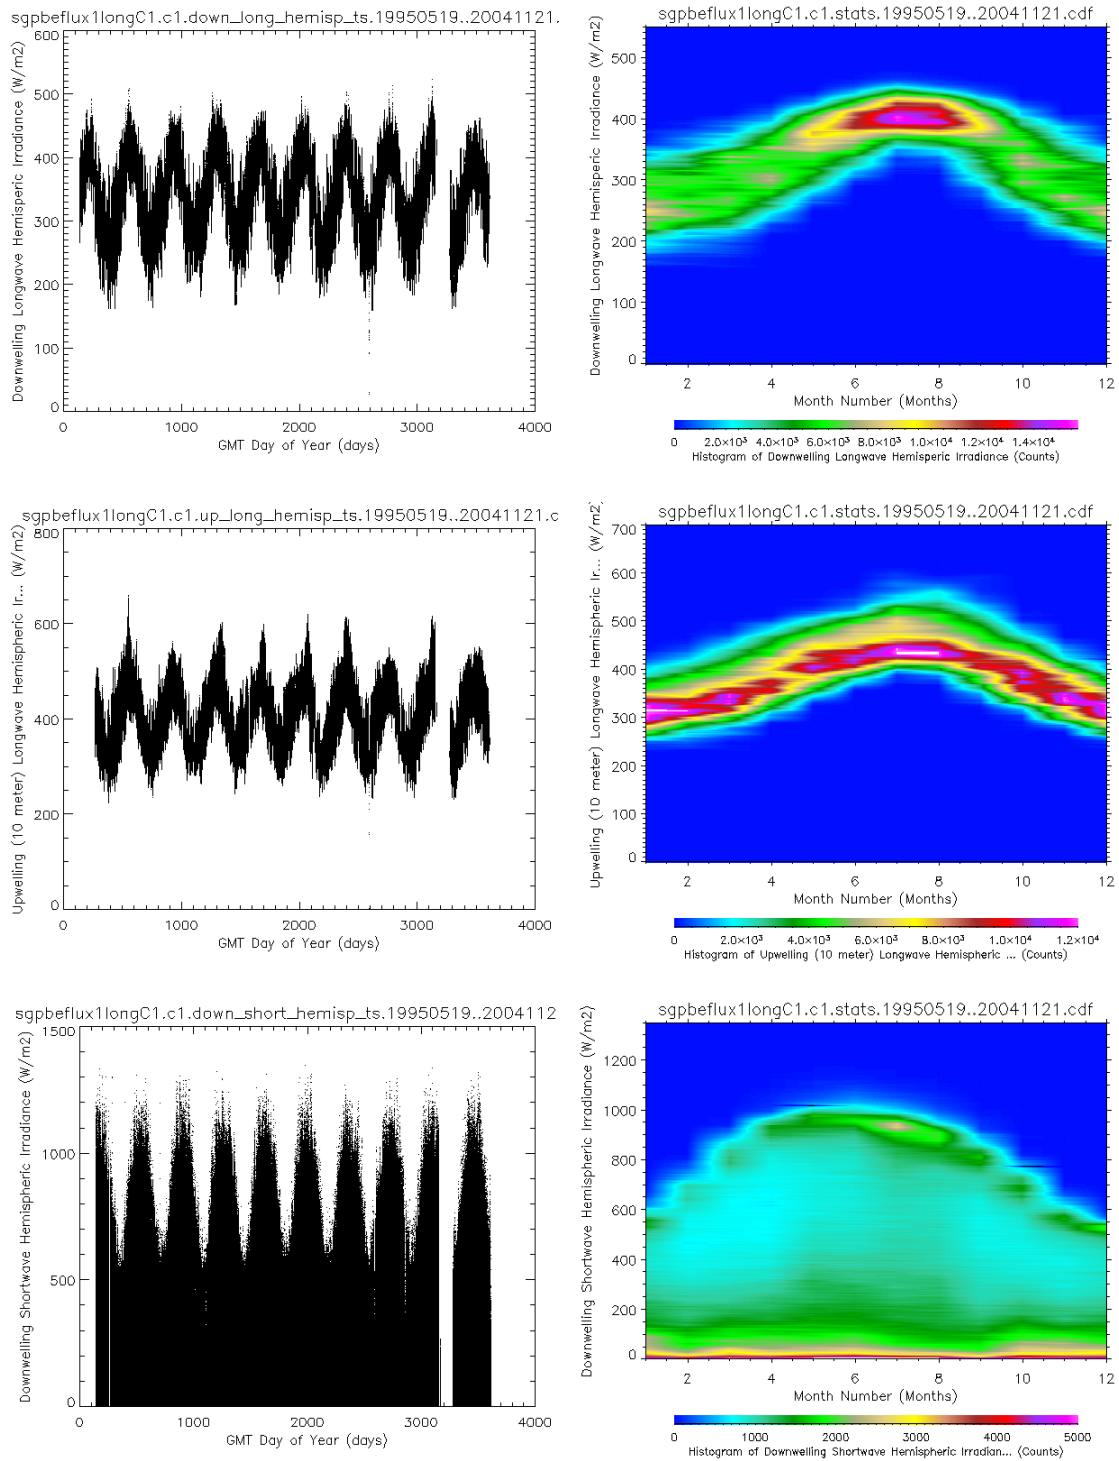 sgpbeflux1longC1.c1.down_long_hemisp_ts.19950519..20041121.
Downwelling Longwave Hemisperic Irradiance (W/m2)
600
500
400
300
200
100
0
0 1000 2000 3000 4000
GMT Day of Year (days)
sgpbeflux1longC1.c1.stats.19950519..20041121.cdf
Downwelling Longwave Hemisperic Irradiance (W/m2)
500
400
300
200
100
0
2 4 6 8 10 12
Month Number (Months)
0 2.0×10³ 4.0×10³ 6.0×10³ 8.0×10³ 1.0×10⁴ 1.2×10⁴ 1.4×10⁴
Histogram of Downwelling Longwave Hemisperic Irradiance (Counts)
sgpbeflux1longC1.c1.up_long_hemisp_ts.19950519..20041121.c
Upwelling (10 meter) Longwave Hemispheric Ir... (W/m2)
800
600
400
200
0
0 1000 2000 3000 4000
GMT Day of Year (days)
sgpbeflux1longC1.c1.stats.19950519..20041121.cdf
Upwelling (10 meter) Longwave Hemispheric Ir... (W/m2)
700
600
500
400
300
200
100
0
2 4 6 8 10 12
Month Number (Months)
0 2.0×10³ 4.0×10³ 6.0×10³ 8.0×10³ 1.0×10⁴ 1.2×10⁴
Histogram of Upwelling (10 meter) Longwave Hemispheric ... (Counts)
sgpbeflux1longC1.c1.down_short_hemisp_ts.19950519..2004112
Downwelling Shortwave Hemispheric Irradiance (W/m2)
1500
1000
500
0
0 1000 2000 3000 4000
GMT Day of Year (days)
sgpbeflux1longC1.c1.stats.19950519..20041121.cdf
Downwelling Shortwave Hemispheric Irradiance (W/m2)
1200
1000
800
600
400
200
0
2 4 6 8 10 12
Month Number (Months)
0 1000 2000 3000 4000 5000
Histogram of Downwelling Shortwave Hemispheric Irradian... (Counts)